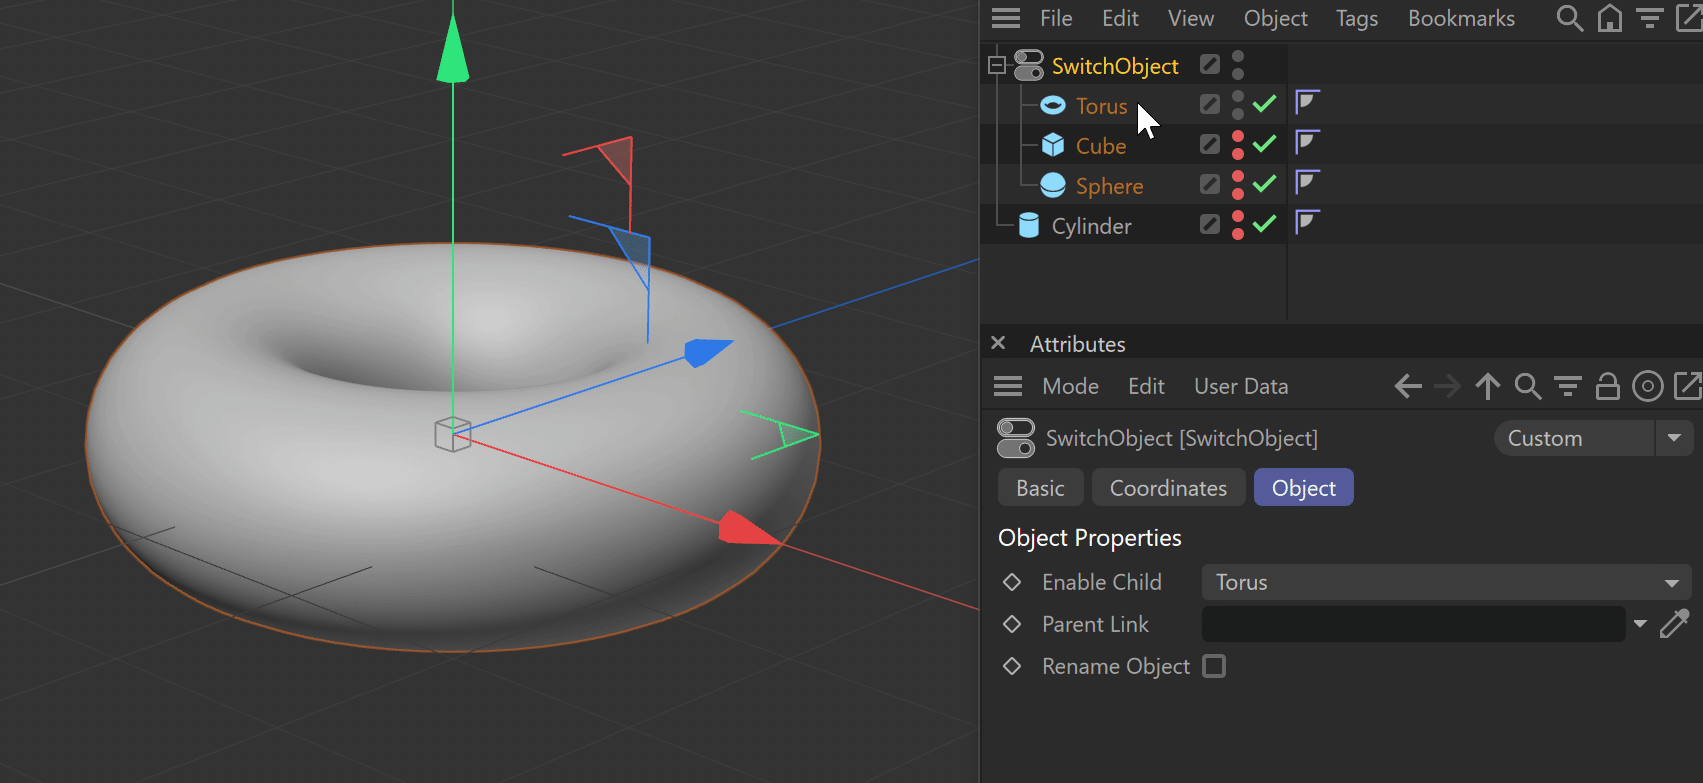 File Edit View Object Tags Bookmarks
SwitchObject
Torus
Cube
Sphere
Cylinder
Attributes
Mode Edit User Data
SwitchObject [SwitchObject] Custom
Basic Coordinates Object
Object Properties
Enable Child Torus
Parent Link
Rename Object